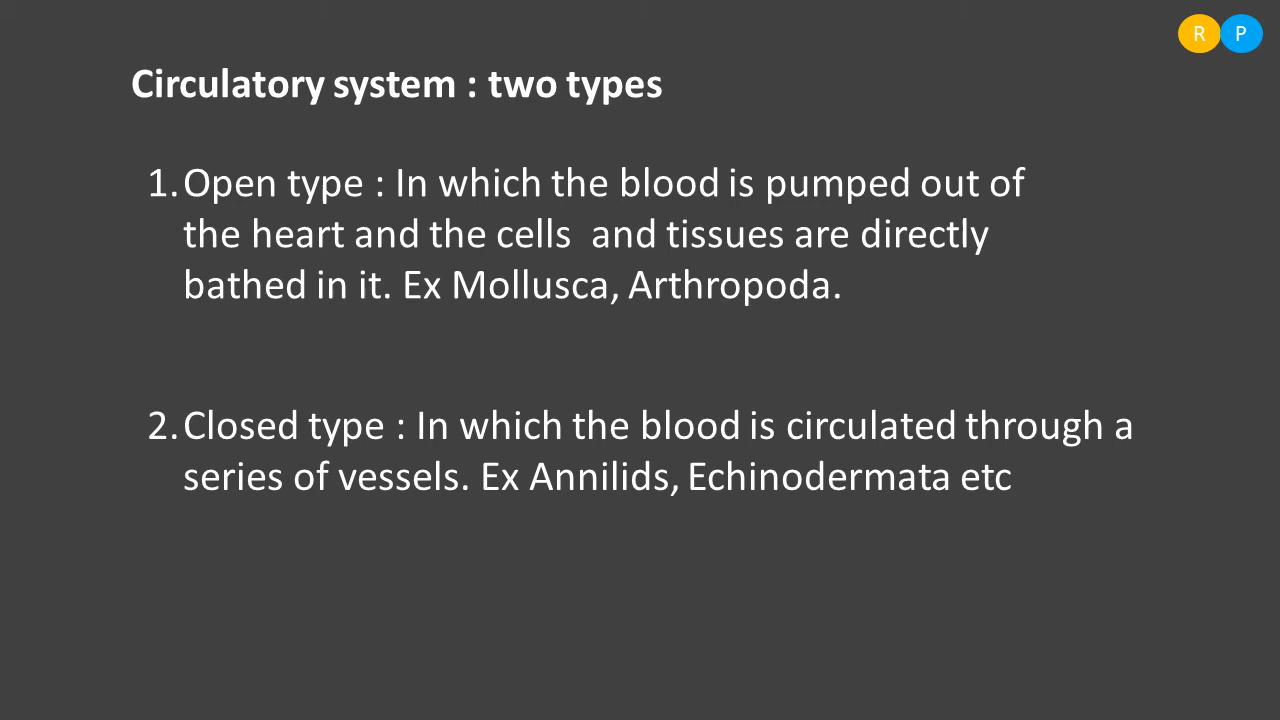 R P
Circulatory system : two types
1. Open type : In which the blood is pumped out of
the heart and the cells  and tissues are directly
bathed in it. Ex Mollusca, Arthropoda.
2. Closed type : In which the blood is circulated through a
series of vessels. Ex Annilids, Echinodermata etc